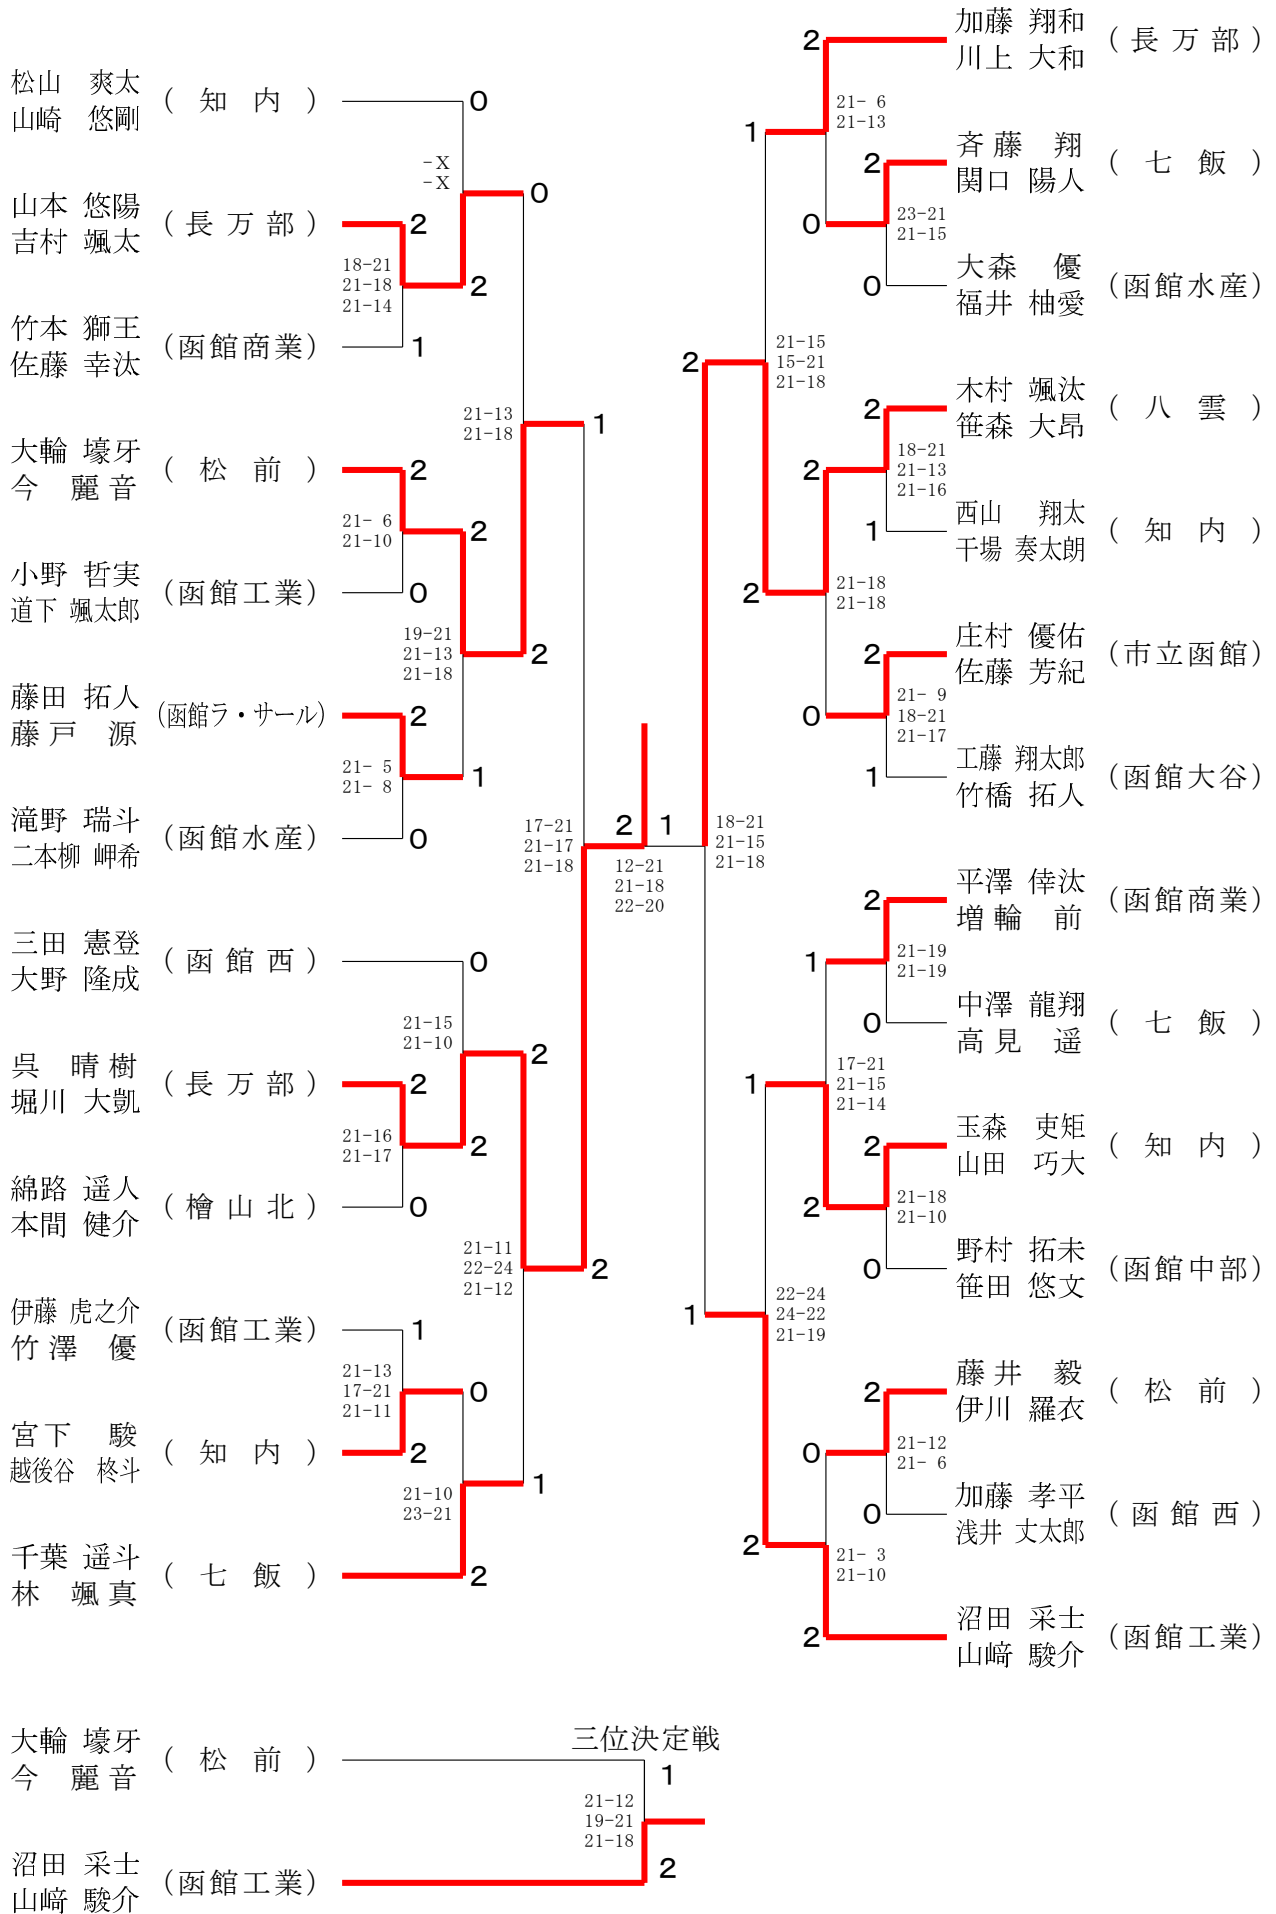 松山 爽太
山崎 悠剛
( 知 内 )
0
-X
-X
0
山本 悠陽
吉村 颯太
( 長 万 部 )
2
18-21
21-18
21-14
2
竹本 獅王
佐藤 幸汰
(函館商業)
1
21-13
21-18
1
大輪 壕牙
今 麗音
( 松 前 )
2
21- 6
21-10
2
小野 哲実
道下 颯太郎
(函館工業)
0
19-21
21-13
21-18
2
藤田 拓人
藤戸 源
(函館ラ・サール)
2
21- 5
21- 8
1
滝野 瑞斗
二本柳 岬希
(函館水産)
0
17-21
21-17
21-18
2
1
12-21
21-18
22-20
三田 憲登
大野 隆成
( 函 館 西 )
0
21-15
21-10
2
呉 晴樹
堀川 大凱
( 長 万 部 )
2
21-16
21-17
2
綿路 遥人
本間 健介
( 檜 山 北 )
0
21-11
22-24
21-12
2
伊藤 虎之介
竹澤 優
(函館工業)
1
21-13
17-21
21-11
0
宮下 駿
越後谷 柊斗
( 知 内 )
2
21-10
23-21
1
千葉 遥斗
林 颯真
( 七 飯 )
2
2
加藤 翔和
川上 大和
( 長 万 部 )
1
21- 6
21-13
2
斉藤 翔
関口 陽人
( 七 飯 )
0
23-21
21-15
0
大森 優
福井 柚愛
(函館水産)
2
21-15
15-21
21-18
2
木村 颯汰
笹森 大昂
( 八 雲 )
2
18-21
21-13
21-16
1
西山 翔太
干場 奏太朗
( 知 内 )
2
21-18
21-18
2
庄村 優佑
佐藤 芳紀
(市立函館)
0
21- 9
18-21
21-17
1
工藤 翔太郎
竹橋 拓人
(函館大谷)
18-21
21-15
21-18
2
平澤 倖汰
増輪 前
(函館商業)
1
21-19
21-19
0
中澤 龍翔
高見 遥
( 七 飯 )
1
17-21
21-15
21-14
2
玉森 吏矩
山田 巧大
( 知 内 )
2
21-18
21-10
0
野村 拓未
笹田 悠文
(函館中部)
1
22-24
24-22
21-19
2
藤井 毅
伊川 羅衣
( 松 前 )
0
21-12
21- 6
0
加藤 孝平
浅井 丈太郎
( 函 館 西 )
2
21- 3
21-10
2
沼田 采士
山﨑 駿介
(函館工業)
三位決定戦
大輪 壕牙
今 麗音
( 松 前 )
1
21-12
19-21
21-18
沼田 采士
山﨑 駿介
(函館工業)
2